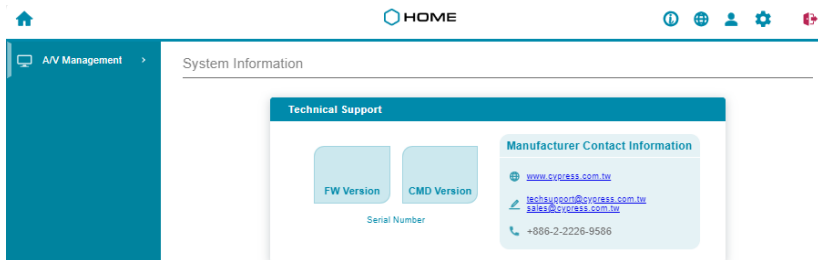 HOME
A/V Management
System Information
Technical Support
FW Version
CMD Version
Serial Number
Manufacturer Contact Information
www.cypress.com.tw
techsupport@cypress.com.tw
sales@cypress.com.tw
+886-2-2226-9586